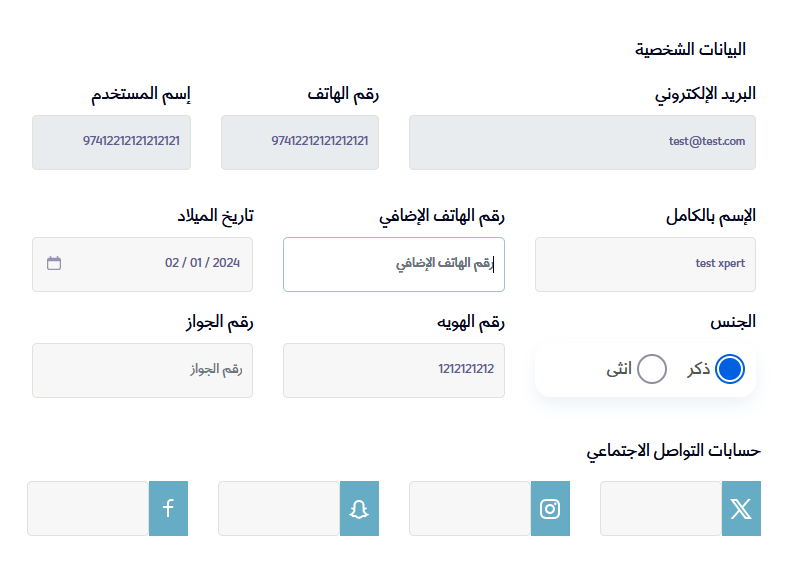 البيانات الشخصية
البريد الإلكتروني رقم الهاتف إسم المستخدم
test@test.com 97412212121212121 97412212121212121
الإسم بالكامل رقم الهاتف الإضافي تاريخ الميلاد
test xpert رقم الهاتف الإضافي 02 / 01 / 2024
الجنس رقم الهويه رقم الجواز
ذكر انثى 1212121212 رقم الجواز
حسابات التواصل الاجتماعي